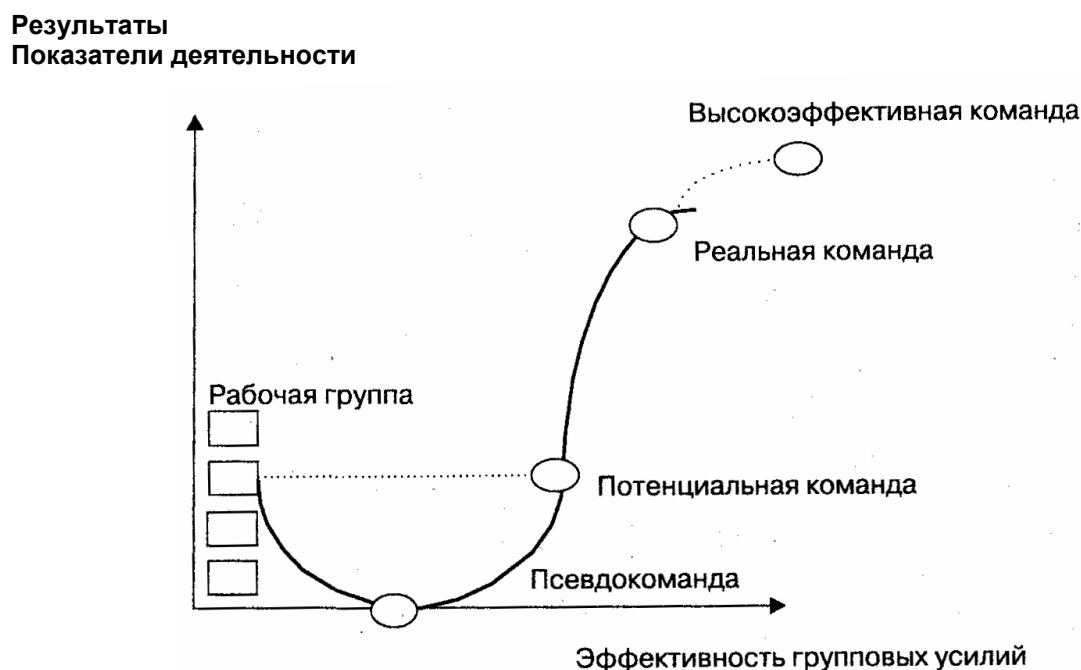 Результаты
Показатели деятельности
Высокоэффективная команда
Реальная команда
Рабочая группа
Потенциальная команда
Псевдокоманда
Эффективность групповых усилий